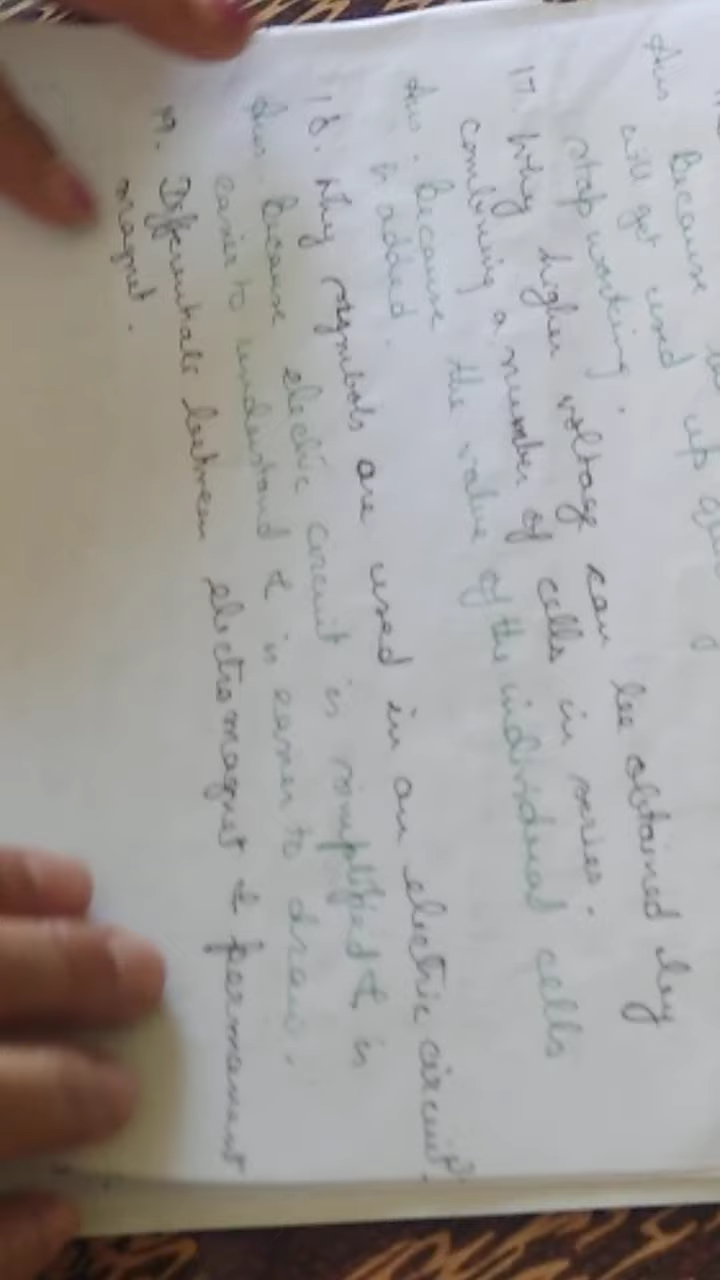 Ans. Because
will get used up
stop working.
17. Why higher voltage can be obtained by
combining a number of cells in series.
Ans. Because the value of the individual cells
is added.
18. Why symbols are used in an electric circuit?
Ans. Because electric circuit is simplified & is
easier to understand & is easier to draw.
19. Differentiate between electromagnet & permanent
magnet.